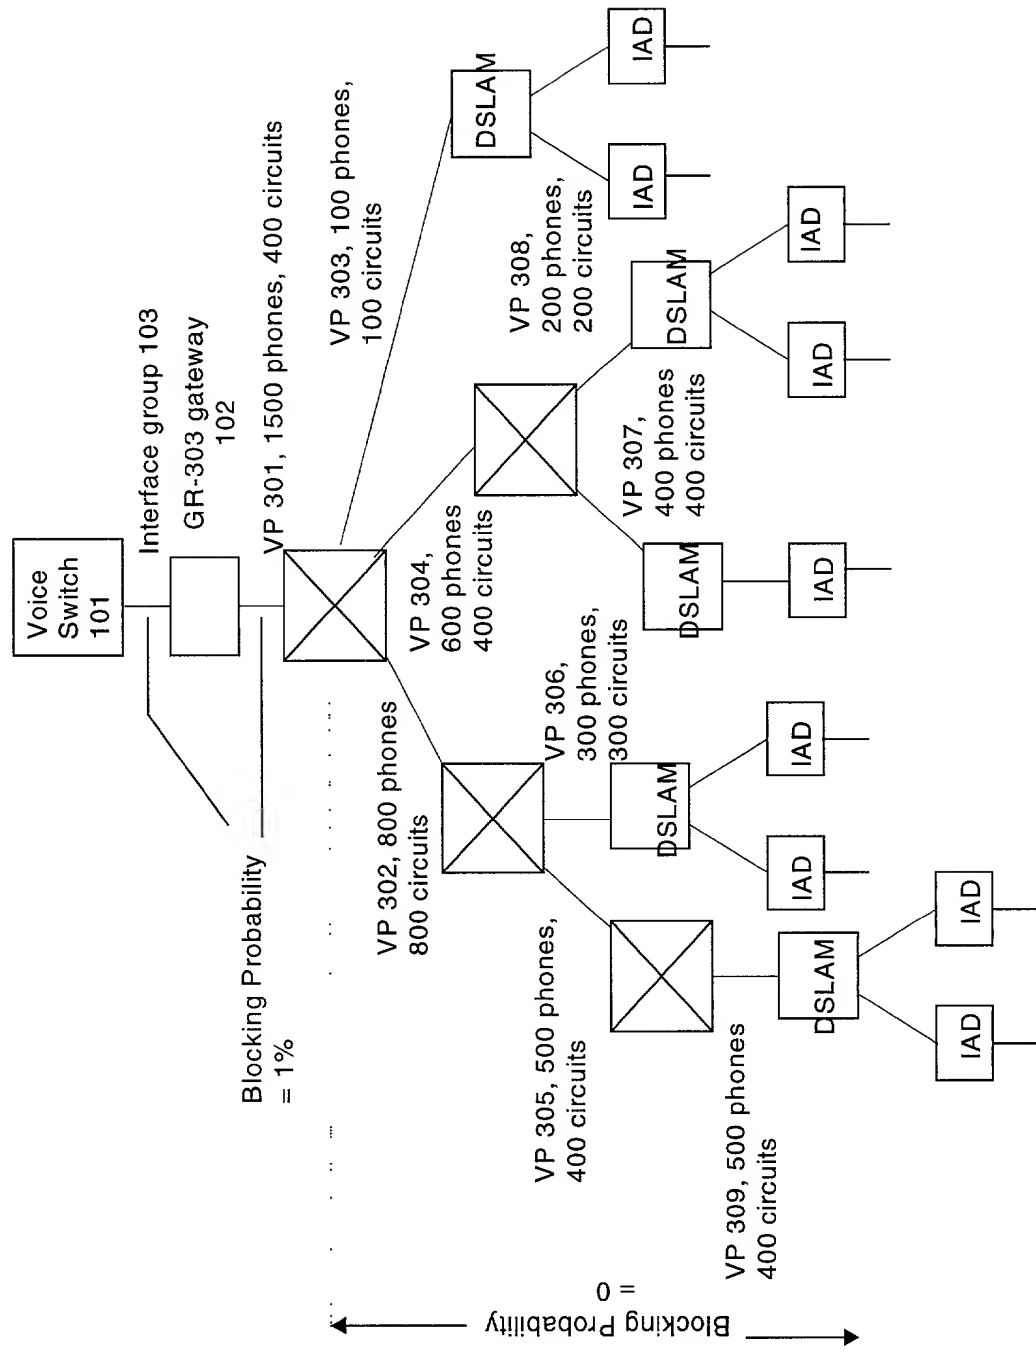 Voice
Switch
101
Interface group 103
GR-303 gateway
102
VP 301, 1500 phones, 400 circuits
Blocking Probability
= 1%
VP 302, 800 phones
800 circuits
VP 304,
600 phones
400 circuits
VP 303, 100 phones,
100 circuits
DSLAM
IAD
IAD
VP 305, 500 phones,
400 circuits
VP 306,
300 phones,
300 circuits
VP 307,
400 phones
400 circuits
VP 308,
200 phones,
200 circuits
DSLAM
DSLAM
DSLAM
IAD
IAD
IAD
IAD
IAD
VP 309, 500 phones
400 circuits
DSLAM
IAD
IAD
Blocking Probability
= 0